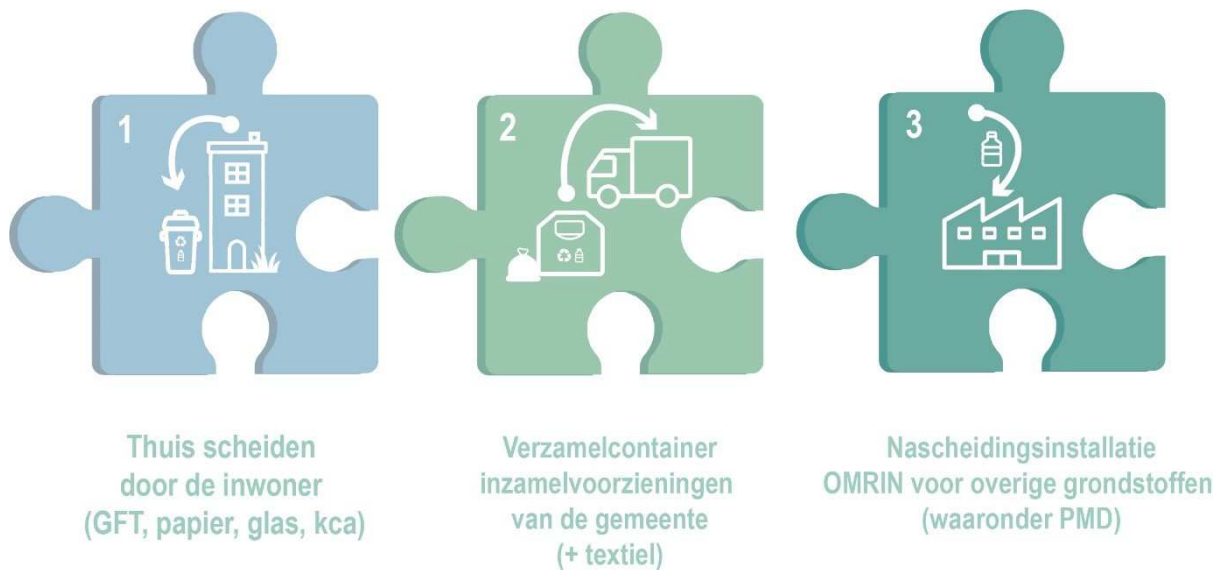 1
Thuis scheiden
door de inwoner
(GFT, papier, glas, kca)
2
Verzamelcontainer
inzamelvoorzieningen
van de gemeente
(+ textiel)
3
Nascheidingsinstallatie
OMRIN voor overige grondstoffen
(waaronder PMD)